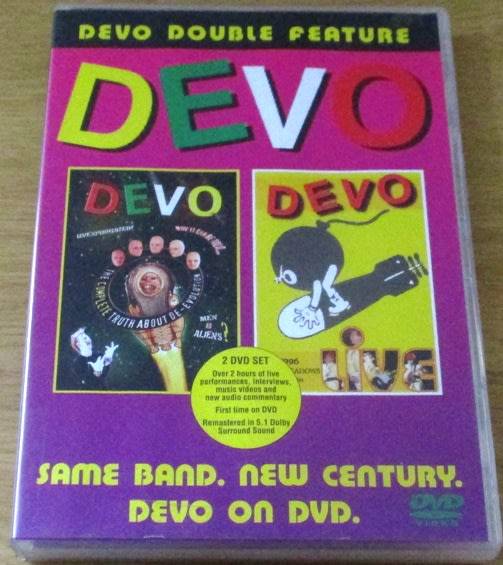 DEVO DOUBLE FEATURE
DEVO
DEVO
MEN
OR
ALIENS?
THE COMPLETE TRUTH ABOUT DE-EVOLUTION
DEVO
1996
LIVE
2 DVD SET
Over 2 hours of live
performances, interviews,
music videos and
new audio commentary
First time on DVD
Remastered in 5.1 Dolby
Surround Sound
SAME BAND. NEW CENTURY.
DEVO ON DVD.
DVD
VIDEO